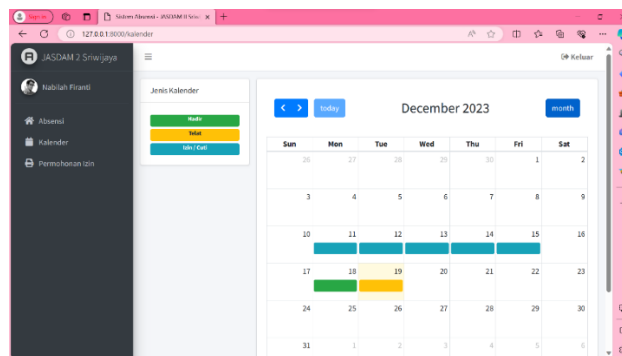 Sign in
Sistem Absensi - JASDAM II Sriwi
127.0.0.1:8000/kalender
JASDAM 2 Sriwijaya
Keluar
Nabilah Firanti
Absensi
Kalender
Permohonan Izin
Jenis Kalender
Hadir
Telat
Izin / Cuti
today
December 2023
month
Sun Mon Tue Wed Thu Fri Sat
26 27 28 29 30 1 2
3 4 5 6 7 8 9
10 11 12 13 14 15 16
17 18 19 20 21 22 23
24 25 26 27 28 29 30
31 1 2 3 4 5 6